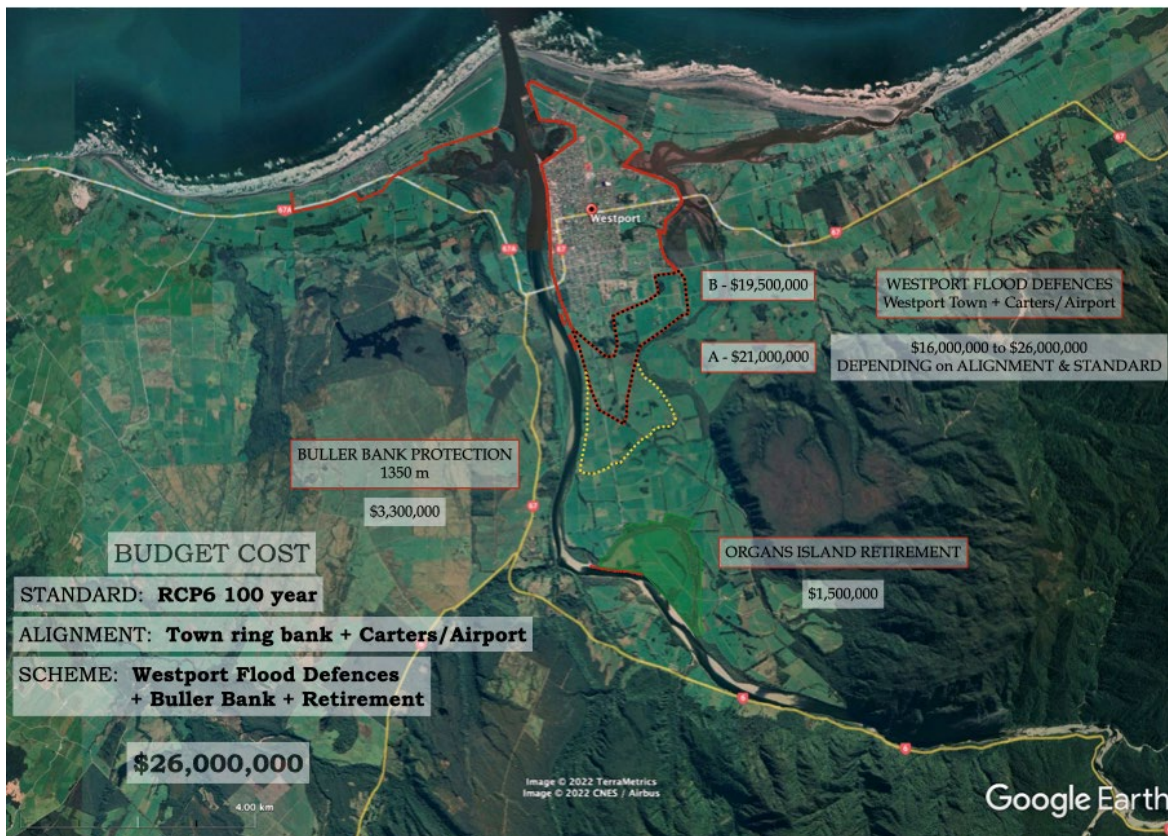 67
67
67A
Westport
67A
67
B - $19,500,000
WESTPORT FLOOD DEFENCES
Westport Town + Carters/Airport
A - $21,000,000
$16,000,000 to $26,000,000
DEPENDING on ALIGNMENT & STANDARD
BULLER BANK PROTECTION
1350 m
$3,300,000
67
BUDGET COST
ORGANS ISLAND RETIREMENT
$1,500,000
STANDARD: RCP6 100 year
ALIGNMENT: Town ring bank + Carters/Airport
SCHEME: Westport Flood Defences
+ Buller Bank + Retirement
6
6
$26,000,000
4.00 km
Image © 2022 TerraMetrics
Image © 2022 CNES / Airbus
Google Earth